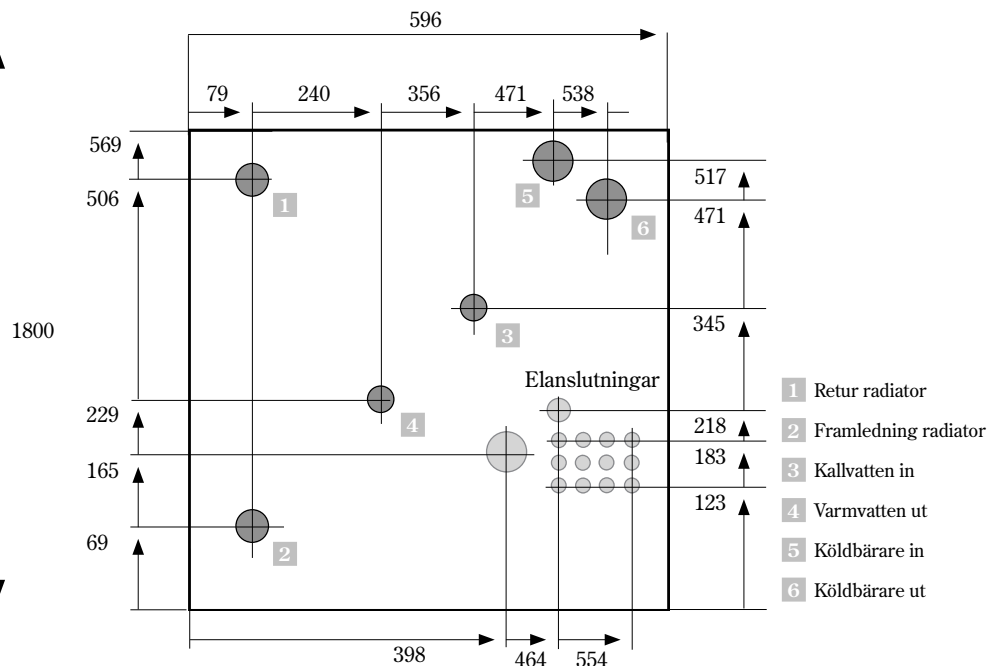 596
79 240 356 471 538
569
506
1
5
517
6
471
1800
3
345
Elanslutningar
4
229
218
183
165
123
69
2
398 464 554
1 Retur radiator
2 Framledning radiator
3 Kallvatten in
4 Varmvatten ut
5 Köldbärare in
6 Köldbärare ut